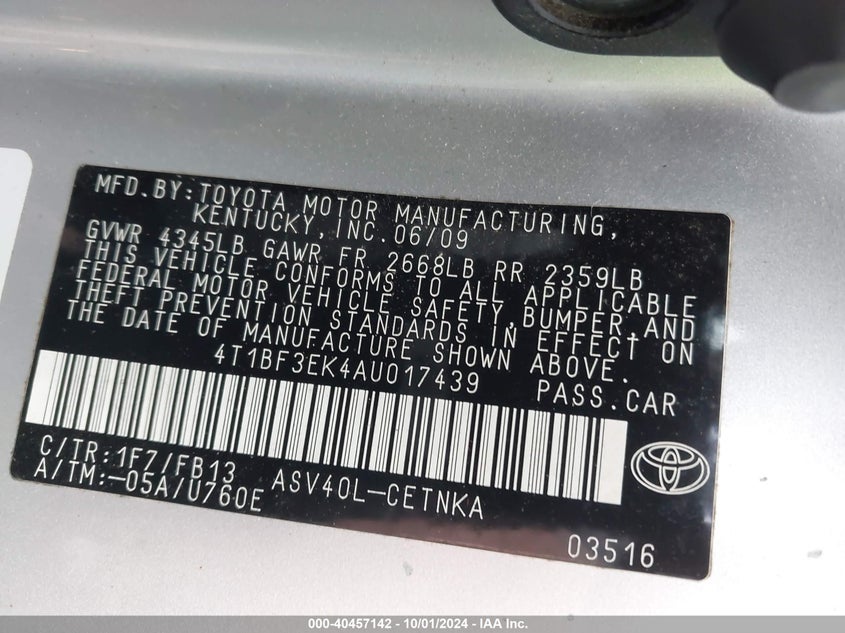 MFD.BY:TOYOTA MOTOR MANUFACTURING,
KENTUCKY, INC. 06/09
GVWR 4345LB GAWR FR 2668LB RR 2359LB
THIS VEHICLE CONFORMS TO ALL APPLICABLE
FEDERAL MOTOR VEHICLE SAFETY, BUMPER, AND
THEFT PREVENTION STANDARDS IN EFFECT ON
THE DATE OF MANUFACTURE SHOWN ABOVE.
4T1BF3EK4AU017439 PASS.CAR
C/TR:1F7/FB13
A/TM:-05A/U760E ASV40L-CETNKA
03516
000-40457142 - 10/01/2024 - IAA Inc.